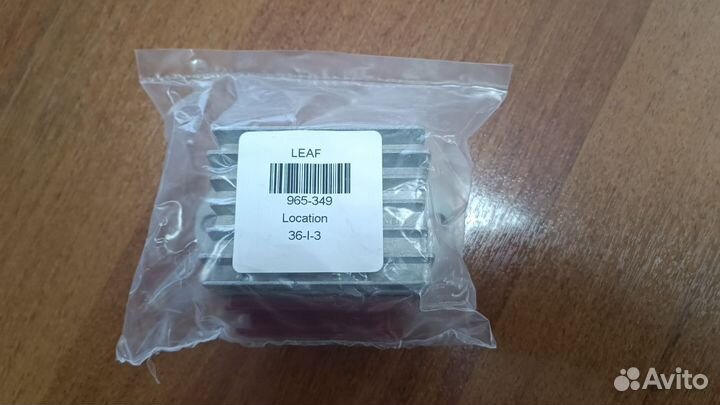 LEAF
965-349
Location
36-I-3
Avito